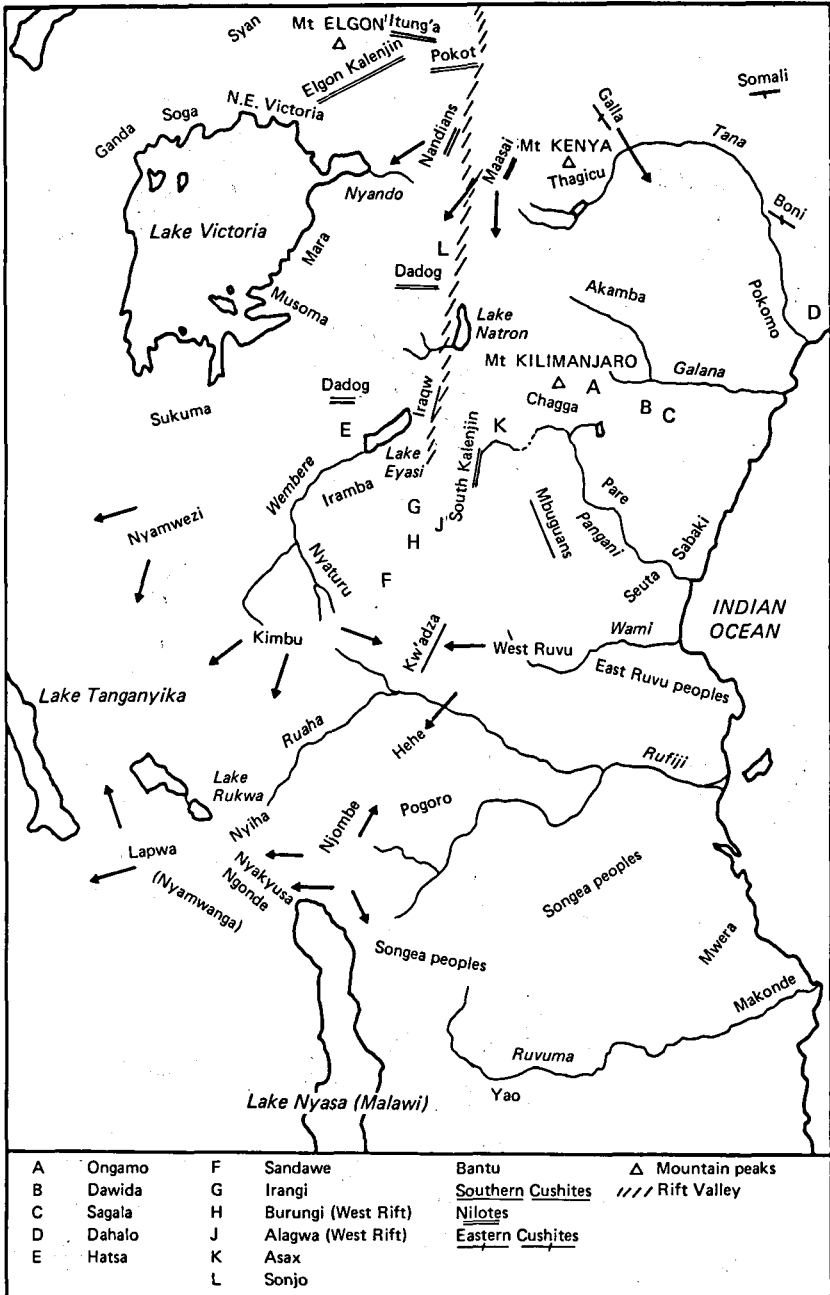 Syan
Mt ELGON
Itung'a
Elgon Kalenjin
Pokot
Somali
Galla
Ganda
Soga
N.E. Victoria
Nandians
Maasai
Mt KENYA
Thagicu
Tana
Nyando
Boni
Lake Victoria
Mara
L
Dadog
Musoma
Akamba
Pokomo
D
Lake
Natron
Mt KILIMANJARO
Galana
Chagga
A
B
C
Sukuma
Dadog
E
Iraqw
K
Lake
Eyasi
South Kalenjin
Wembere
Iramba
G
J
H
Mbuguans
Pare
Pangani
Sabaki
Nyamwezi
Nyaturu
F
Seuta
INDIAN
OCEAN
Kimbu
Kw'adza
West Ruvu
Wami
East Ruvu peoples
Lake Tanganyika
Ruaha
Hehe
Rufiji
Lake
Rukwa
Nyiha
Njombe
Pogoro
Lapwa
(Nyamwanga)
Nyakyusa
Ngonde
Songea peoples
Songea peoples
Mwera
Makonde
Ruvuma
Yao
Lake Nyasa (Malawi)
A Ongamo F Sandawe Bantu △ Mountain peaks
B Dawida G Irangi Southern Cushites //// Rift Valley
C Sagala H Burungi (West Rift) Nilotes
D Dahalo J Alagwa (West Rift) Eastern Cushites
E Hatsa K Asax
L Sonjo